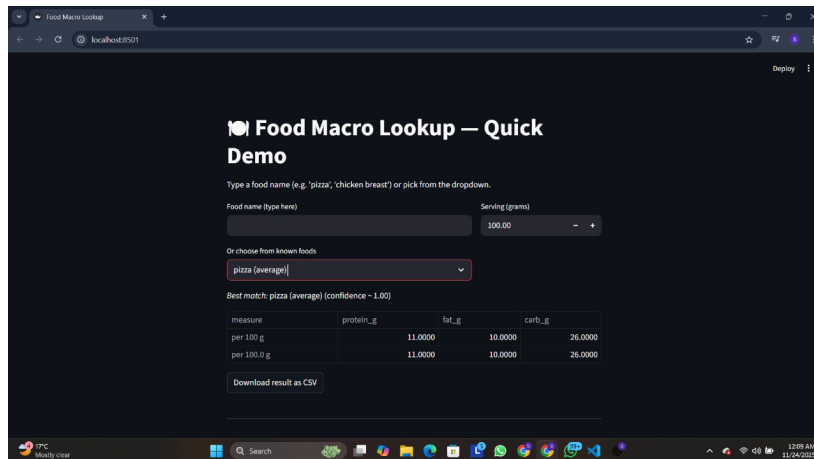 Food Macro Lookup
localhost:8501
S
Deploy
Food Macro Lookup — Quick
Demo
Type a food name (e.g. 'pizza', 'chicken breast') or pick from the dropdown.
Food name (type here)
Serving (grams)
100.00
Or choose from known foods
pizza (average)
Best match: pizza (average) (confidence ~ 1.00)
measure protein_g fat_g carb_g
per 100 g 11.0000 10.0000 26.0000
per 100.0 g 11.0000 10.0000 26.0000
Download result as CSV
17°C
Mostly clear
Search
99+
12:09 AM
11/24/2025